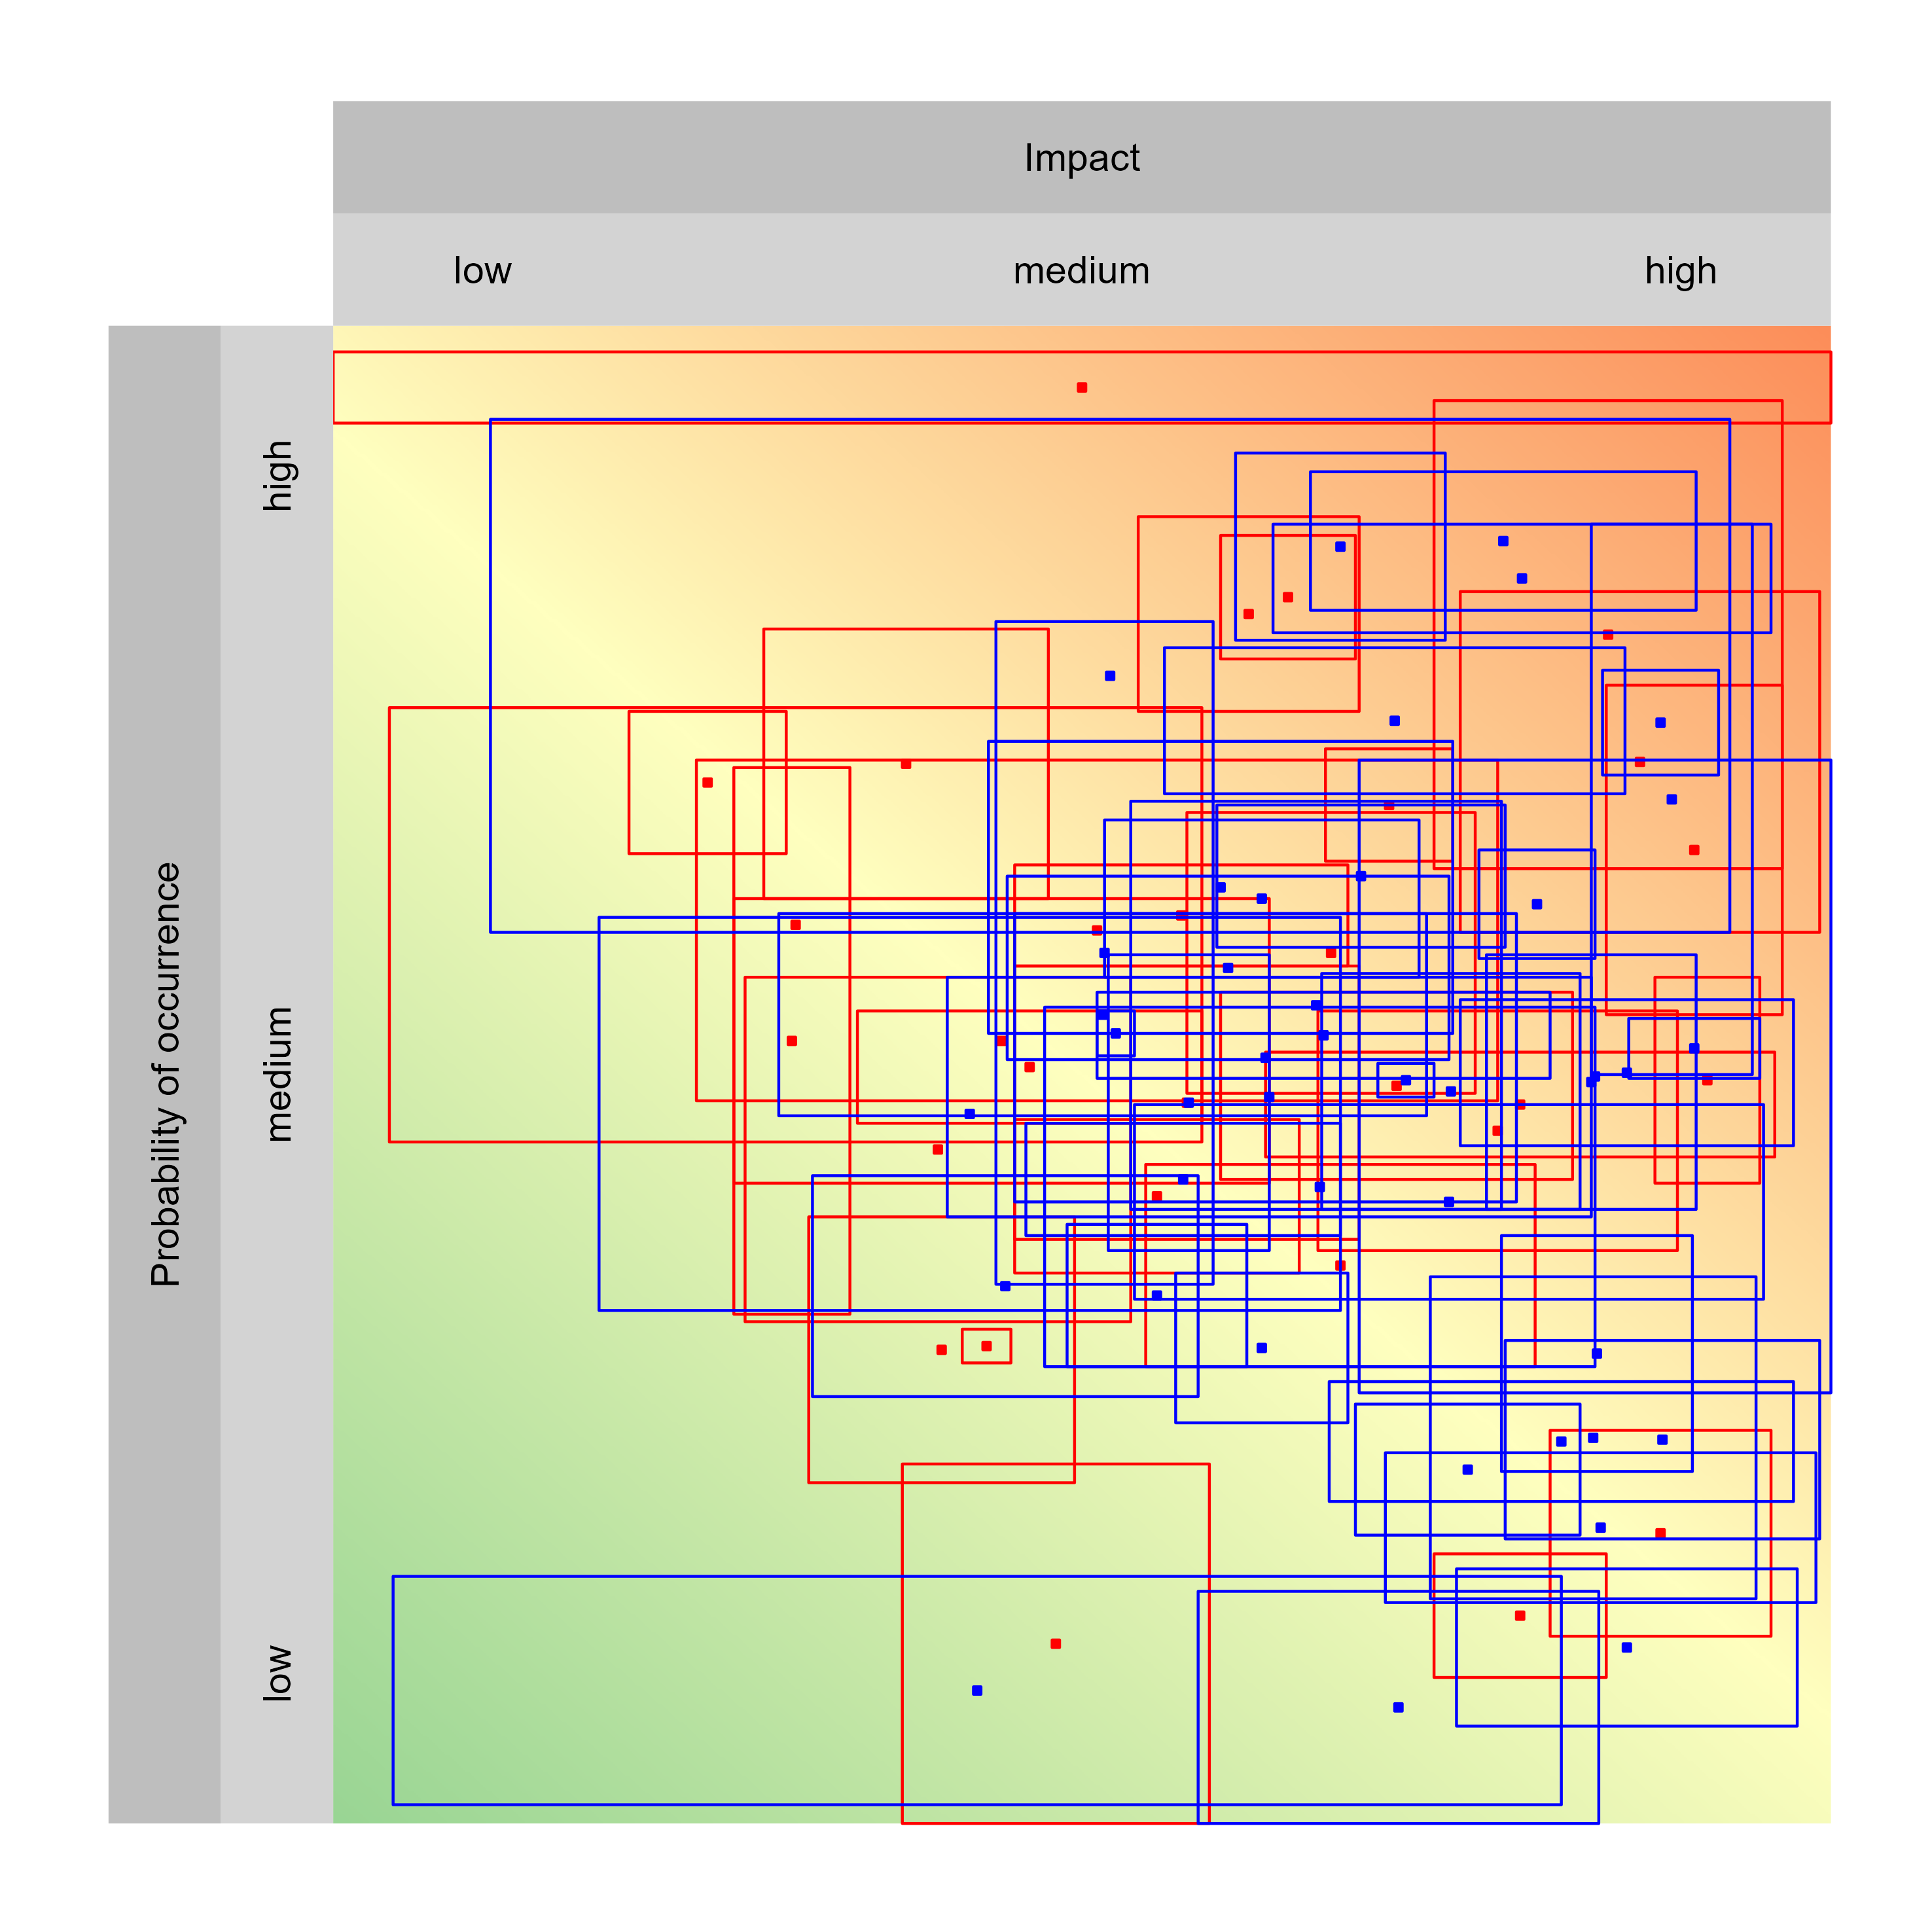 Impact
low
medium
high
Probability of occurrence
high
medium
low